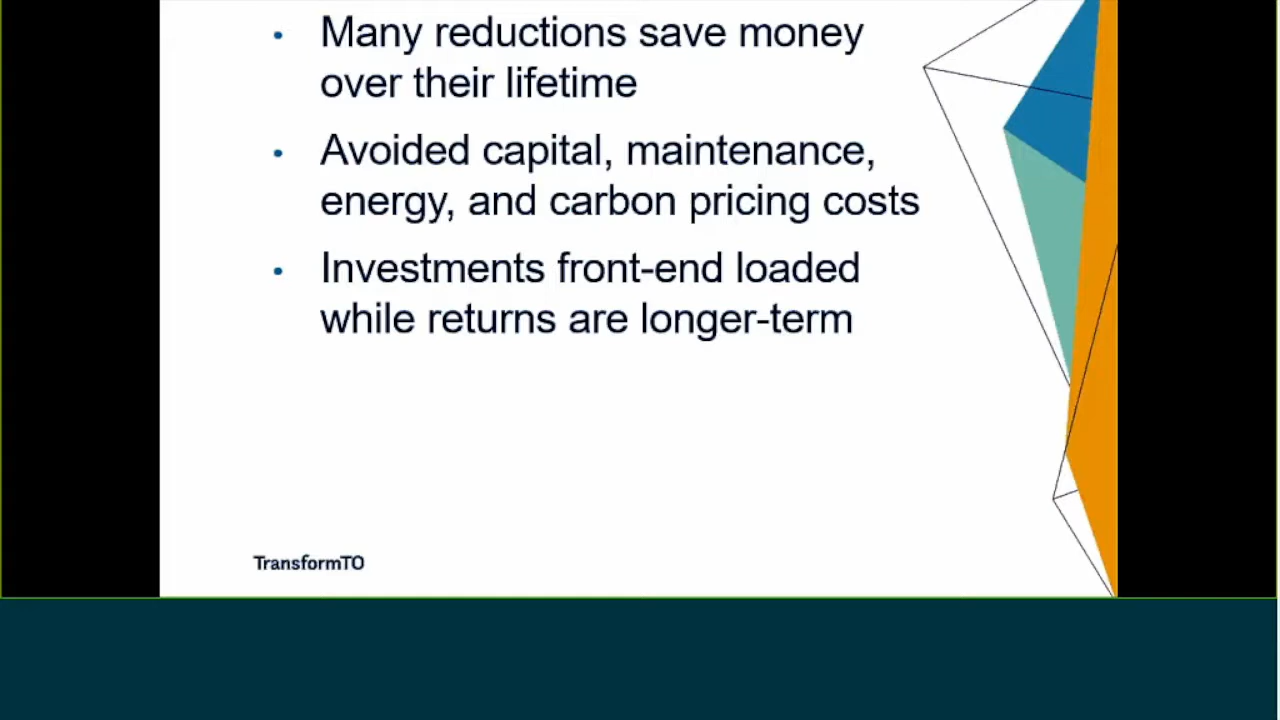 • Many reductions save money
over their lifetime
• Avoided capital, maintenance,
energy, and carbon pricing costs
• Investments front-end loaded
while returns are longer-term
TransformTO